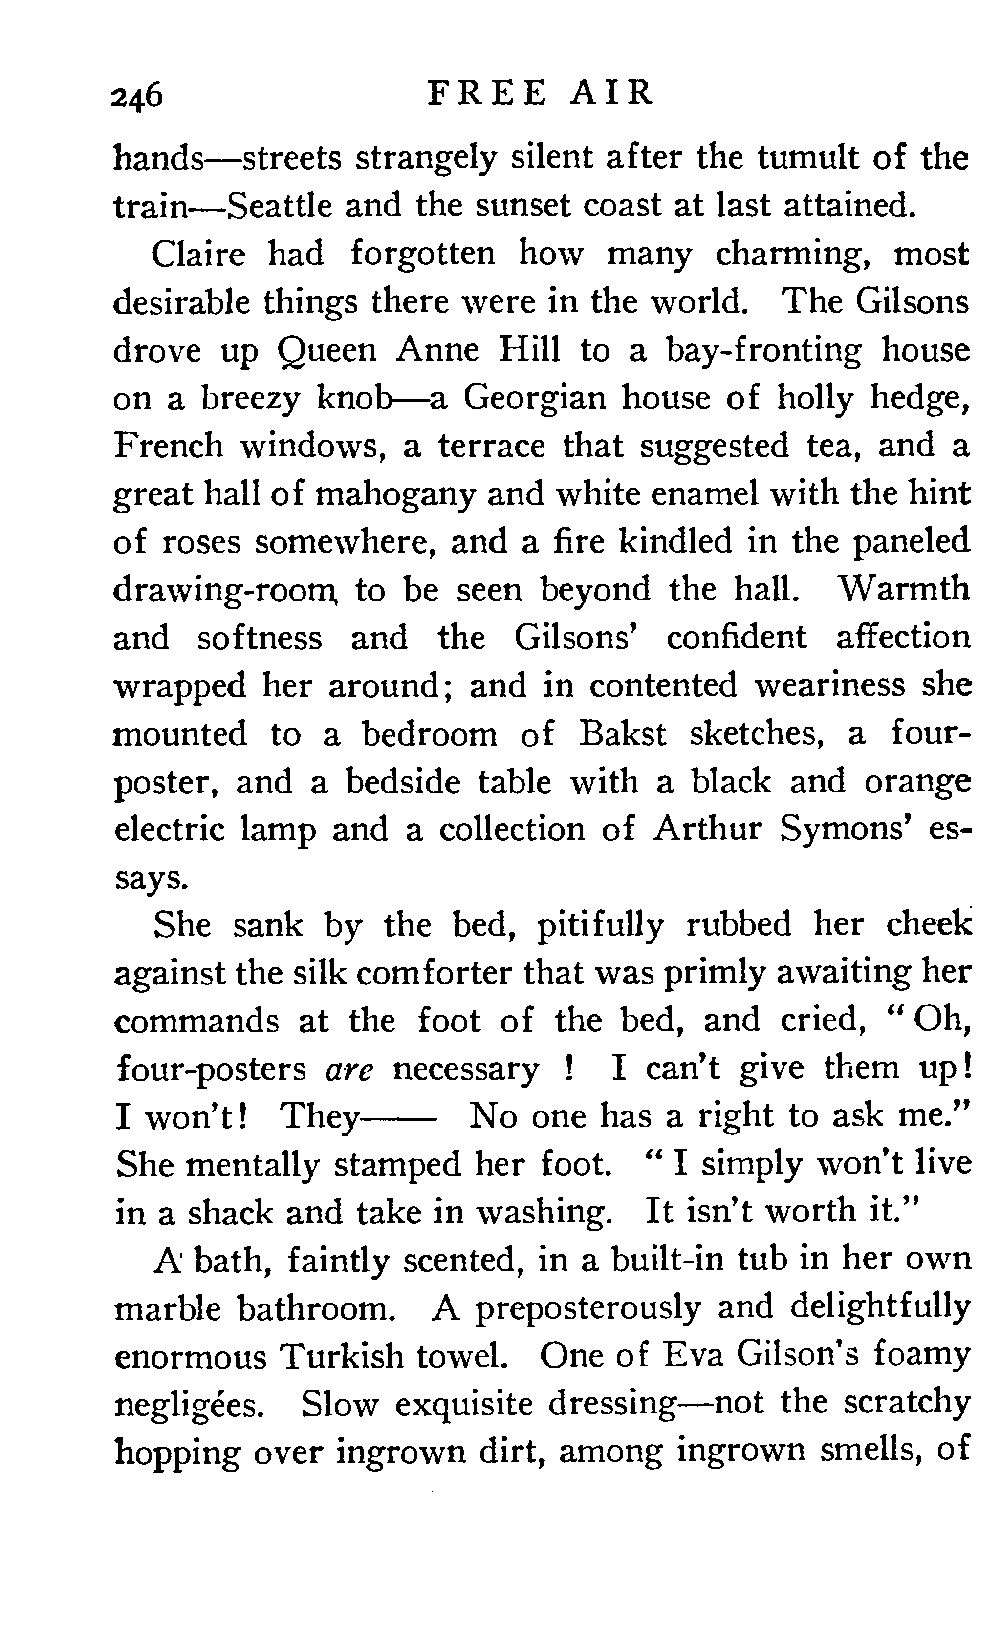 246 FREE AIR
hands—streets strangely silent after the tumult of the
train—Seattle and the sunset coast at last attained.
Claire had forgotten how many charming, most
desirable things there were in the world. The Gilsons
drove up Queen Anne Hill to a bay-fronting house
on a breezy knob—a Georgian house of holly hedge,
French windows, a terrace that suggested tea, and a
great hall of mahogany and white enamel with the hint
of roses somewhere, and a fire kindled in the paneled
drawing-room, to be seen beyond the hall. Warmth
and softness and the Gilsons' confident affection
wrapped her around; and in contented weariness she
mounted to a bedroom of Bakst sketches, a four-
poster, and a bedside table with a black and orange
electric lamp and a collection of Arthur Symons' es-
says.
She sank by the bed, pitifully rubbed her cheek
against the silk comforter that was primly awaiting her
commands at the foot of the bed, and cried, "Oh,
four-posters are necessary! I can't give them up!
I won't! They—— No one has a right to ask me."
She mentally stamped her foot. "I simply won't live
in a shack and take in washing. It isn't worth it."
A bath, faintly scented, in a built-in tub in her own
marble bathroom. A preposterously and delightfully
enormous Turkish towel. One of Eva Gilson's foamy
negligées. Slow exquisite dressing—not the scratchy
hopping over ingrown dirt, among ingrown smells, of